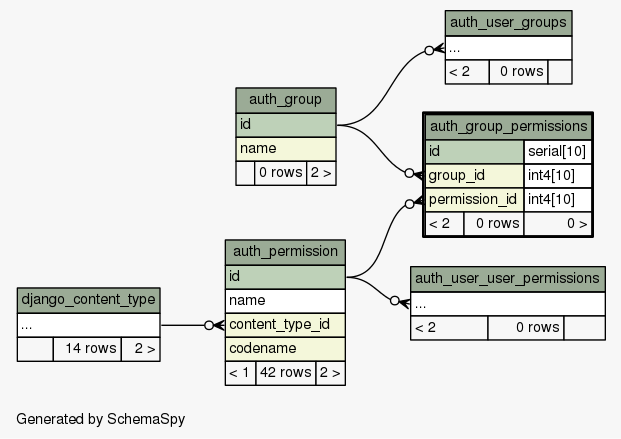 auth_user_groups
...
< 2 0 rows
auth_group
id
name
0 rows 2 >
auth_group_permissions
id serial[10]
group_id int4[10]
permission_id int4[10]
< 2 0 rows 0 >
auth_permission
id
name
content_type_id
codename
< 1 42 rows 2 >
auth_user_user_permissions
...
< 2 0 rows
django_content_type
...
14 rows 2 >
Generated by SchemaSpy